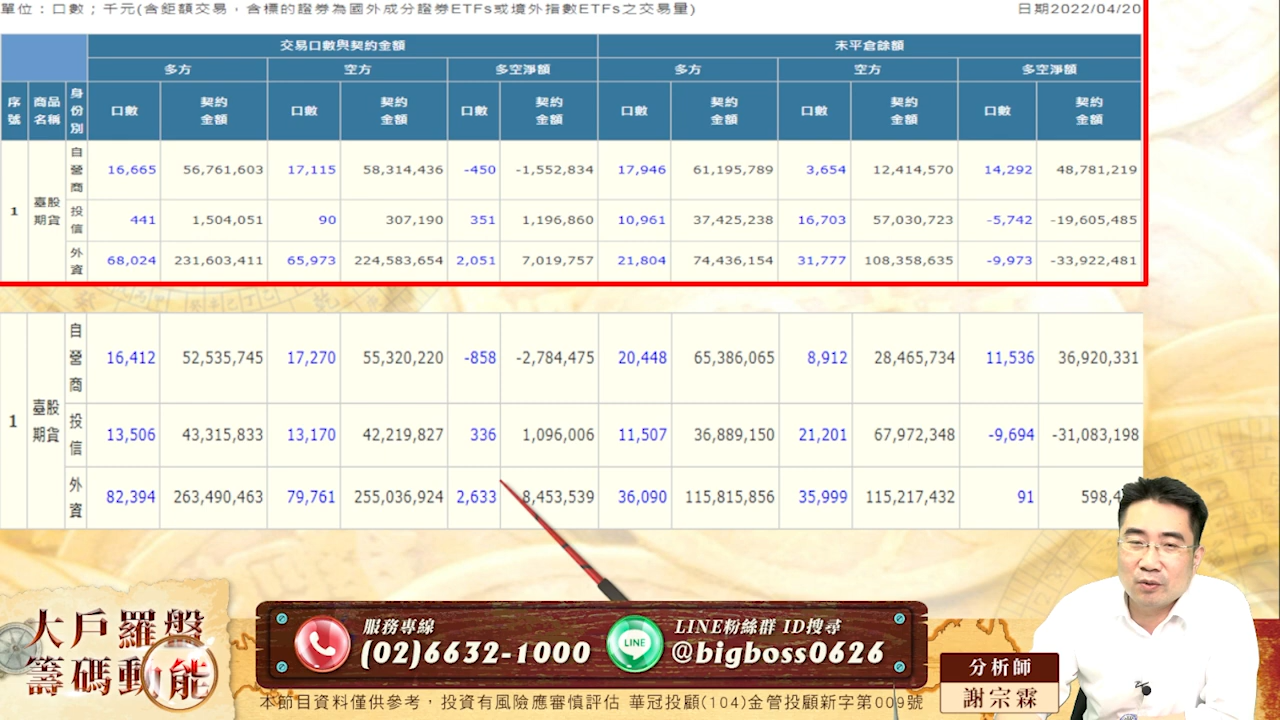 單位：口數；千元(含鉅額交易，含標的證券為國外成分證券ETFs或境外指數ETFs之交易量) 日期2022/04/20
交易口數與契約金額 未平倉餘額
多方 空方 多空淨額 多方 空方 多空淨額
序號 商品名稱 身份別 口數 契約金額 口數 契約金額 口數 契約金額 口數 契約金額 口數 契約金額 口數 契約金額
1 臺股期貨 自營商 16,665 56,761,603 17,115 58,314,436 -450 -1,552,834 17,946 61,195,789 3,654 12,414,570 14,292 48,781,219
投信 441 1,504,051 90 307,190 351 1,196,860 10,961 37,425,238 16,703 57,030,723 -5,742 -19,605,485
外資 68,024 231,603,411 65,973 224,583,654 2,051 7,019,757 21,804 74,436,154 31,777 108,358,635 -9,973 -33,922,481
1 臺股期貨 自營商 16,412 52,535,745 17,270 55,320,220 -858 -2,784,475 20,448 65,386,065 8,912 28,465,734 11,536 36,920,331
投信 13,506 43,315,833 13,170 42,219,827 336 1,096,006 11,507 36,889,150 21,201 67,972,348 -9,694 -31,083,198
外資 82,394 263,490,463 79,761 255,036,924 2,633 8,453,539 36,090 115,815,856 35,999 115,217,432 91 598,4
大戶羅盤
籌碼動能
服務專線
(02)6632-1000
LINE
LINE粉絲群 ID搜尋
@bigboss0626
分析師
謝宗霖
本節目資料僅供參考，投資有風險應審慎評估 華冠投顧(104)金管投顧新字第009號